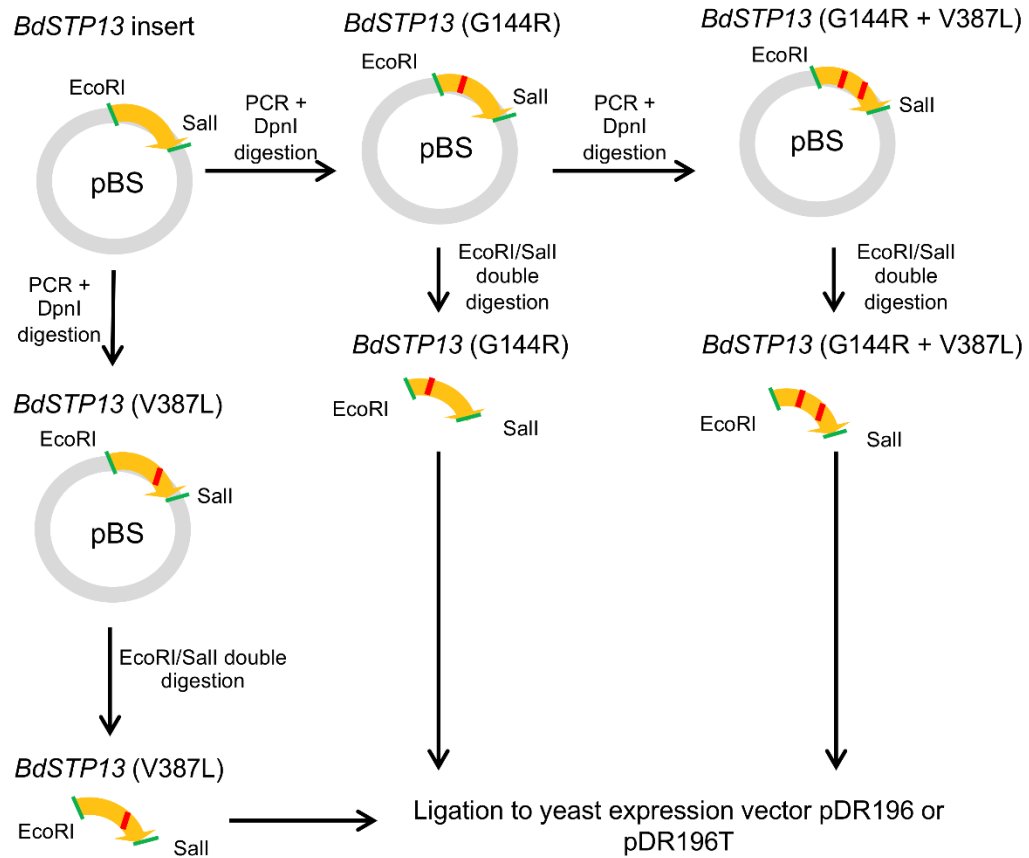 BdSTP13 insert
EcoRI
SalI
pBS
PCR +
DpnI
digestion
BdSTP13 (G144R)
EcoRI
SalI
pBS
PCR +
DpnI
digestion
BdSTP13 (G144R + V387L)
EcoRI
SalI
pBS
PCR +
DpnI
digestion
EcoRI/SalI
double
digestion
EcoRI/SalI
double
digestion
BdSTP13 (V387L)
EcoRI
SalI
pBS
BdSTP13 (G144R)
EcoRI
SalI
BdSTP13 (G144R + V387L)
EcoRI
SalI
EcoRI/SalI double
digestion
BdSTP13 (V387L)
EcoRI
SalI
Ligation to yeast expression vector pDR196 or
pDR196T